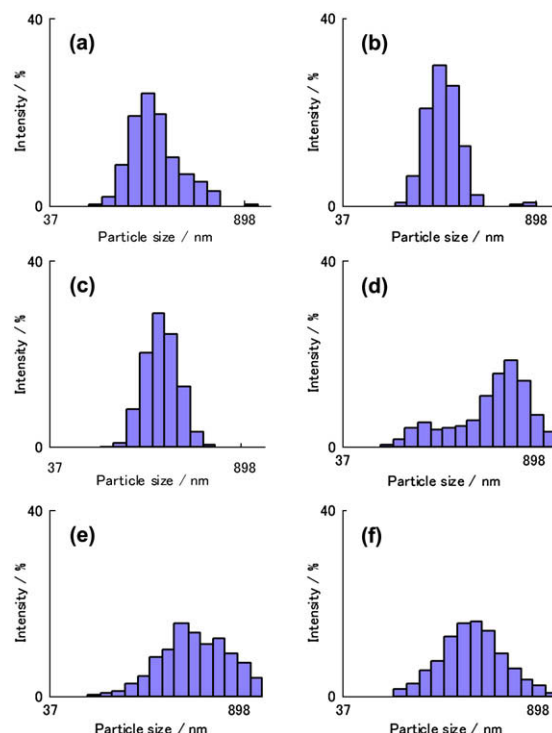 40
(a)
Intensity / %
0
37
898
Particle size / nm
40
(b)
Intensity / %
0
37
898
Particle size / nm
40
(c)
Intensity / %
0
37
898
Particle size / nm
40
(d)
Intensity / %
0
37
898
Particle size / nm
40
(e)
Intensity / %
0
37
898
Particle size / nm
40
(f)
Intensity / %
0
37
898
Particle size / nm